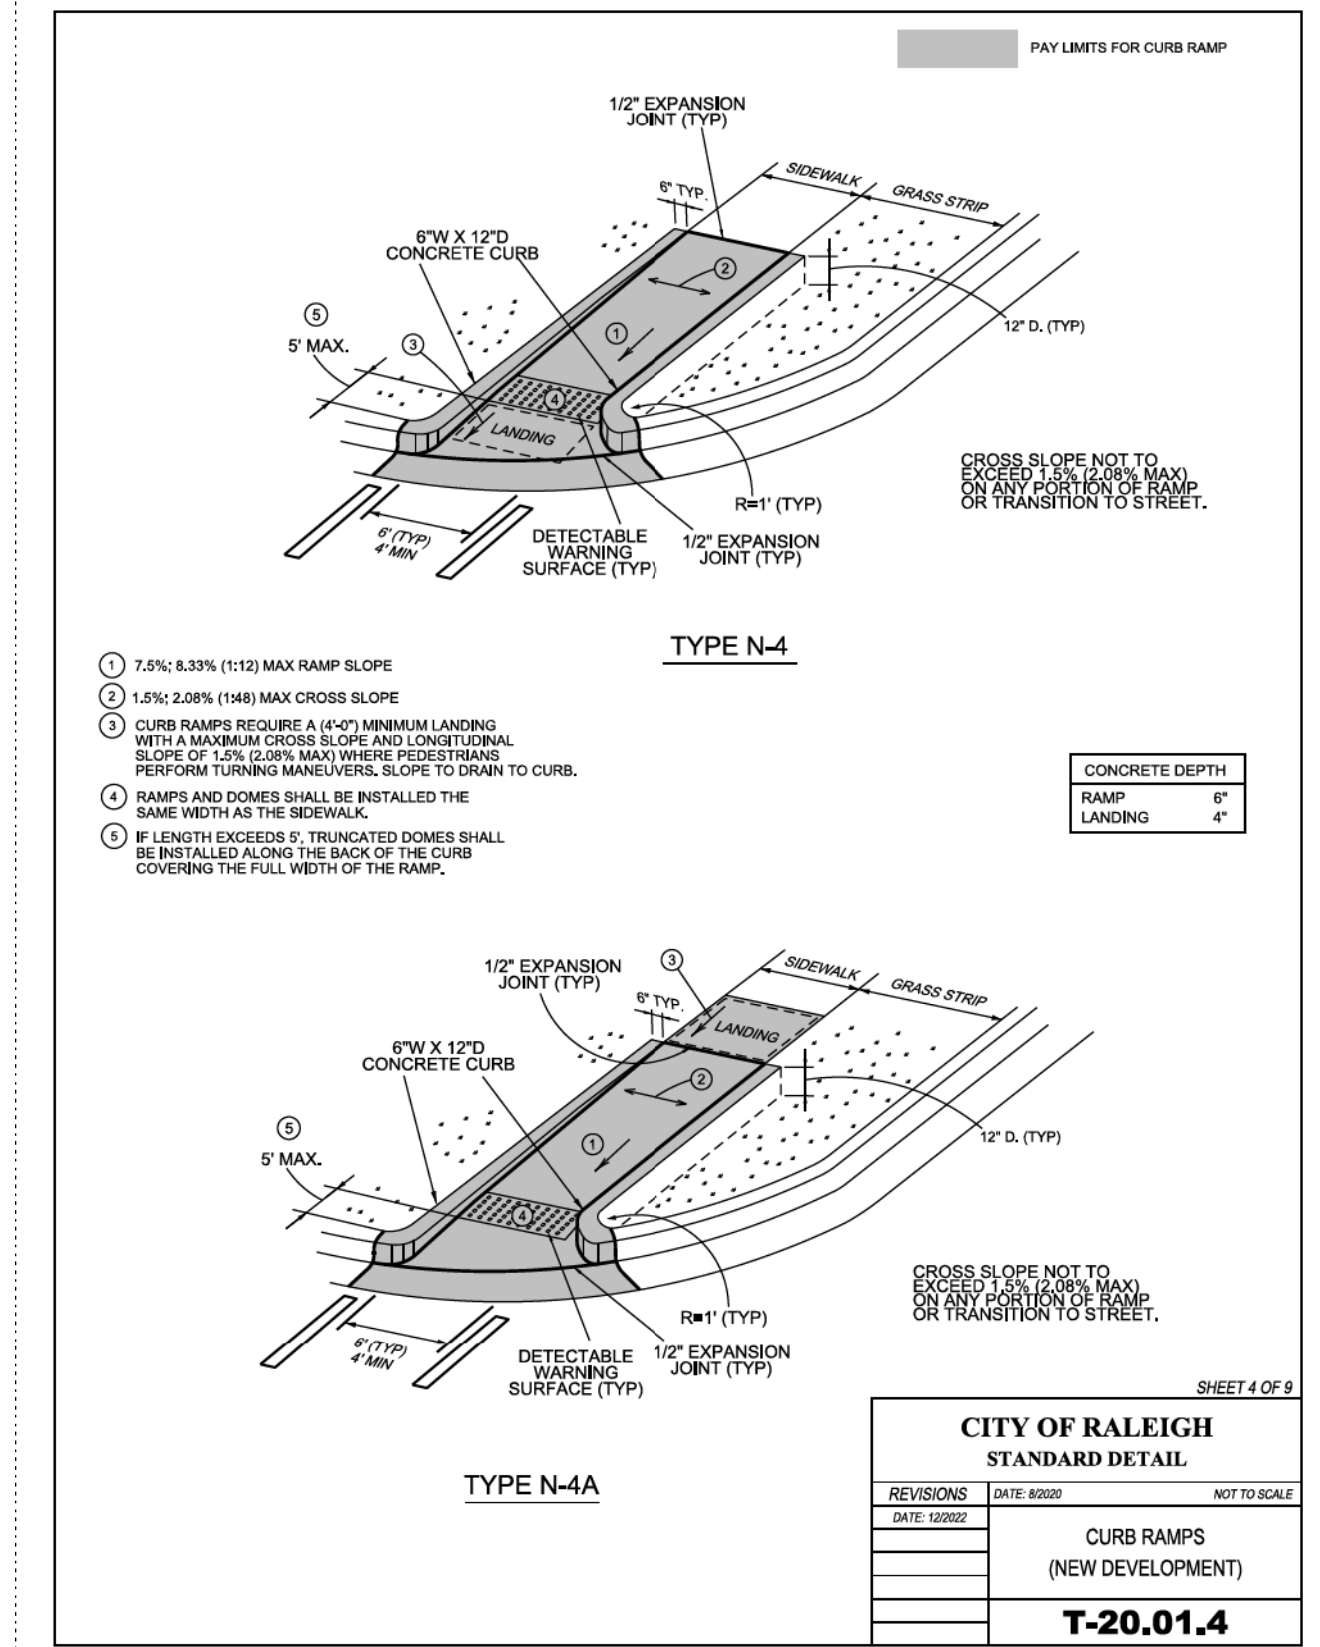 PAY LIMITS FOR CURB RAMP
1/2" EXPANSION
JOINT (TYP)
SIDEWALK
GRASS STRIP
6" TYP.
6"W X 12"D
CONCRETE CURB
2
5
5' MAX.
3
1
12" D. (TYP)
4
LANDING
CROSS SLOPE NOT TO
EXCEED 1.5% (2.08% MAX)
ON ANY PORTION OF RAMP
OR TRANSITION TO STREET.
R=1' (TYP)
6' (TYP)
4' MIN
DETECTABLE
WARNING
SURFACE (TYP)
1/2" EXPANSION
JOINT (TYP)
TYPE N-4
1 7.5%; 8.33% (1:12) MAX RAMP SLOPE
2 1.5%; 2.08% (1:48) MAX CROSS SLOPE
3 CURB RAMPS REQUIRE A (4'-0") MINIMUM LANDING
WITH A MAXIMUM CROSS SLOPE AND LONGITUDINAL
SLOPE OF 1.5% (2.08% MAX) WHERE PEDESTRIANS
PERFORM TURNING MANEUVERS. SLOPE TO DRAIN TO CURB.
4 RAMPS AND DOMES SHALL BE INSTALLED THE
SAME WIDTH AS THE SIDEWALK.
5 IF LENGTH EXCEEDS 5', TRUNCATED DOMES SHALL
BE INSTALLED ALONG THE BACK OF THE CURB
COVERING THE FULL WIDTH OF THE RAMP.
CONCRETE DEPTH
RAMP 6"
LANDING 4"
1/2" EXPANSION
JOINT (TYP)
3
SIDEWALK
GRASS STRIP
6" TYP.
LANDING
6"W X 12"D
CONCRETE CURB
2
5
5' MAX.
1
12" D. (TYP)
4
CROSS SLOPE NOT TO
EXCEED 1.5% (2.08% MAX)
ON ANY PORTION OF RAMP
OR TRANSITION TO STREET.
R=1' (TYP)
6' (TYP)
4' MIN
DETECTABLE
WARNING
SURFACE (TYP)
1/2" EXPANSION
JOINT (TYP)
TYPE N-4A
SHEET 4 OF 9
CITY OF RALEIGH
STANDARD DETAIL
REVISIONS
DATE: 8/2020
NOT TO SCALE
DATE: 12/2022
CURB RAMPS
(NEW DEVELOPMENT)
T-20.01.4